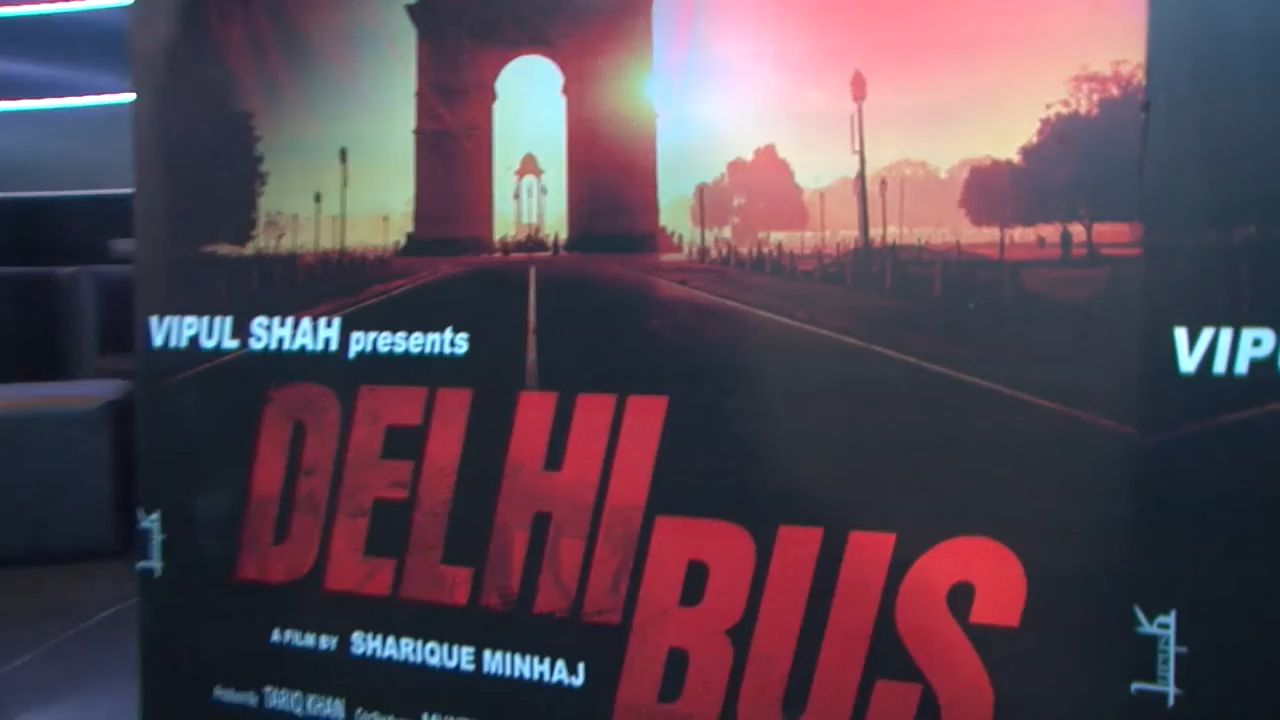 VIPUL SHAH presents
VIP
DELHI
BUS
A FILM BY SHARIQUE MINHAJ
TARIQ KHAN